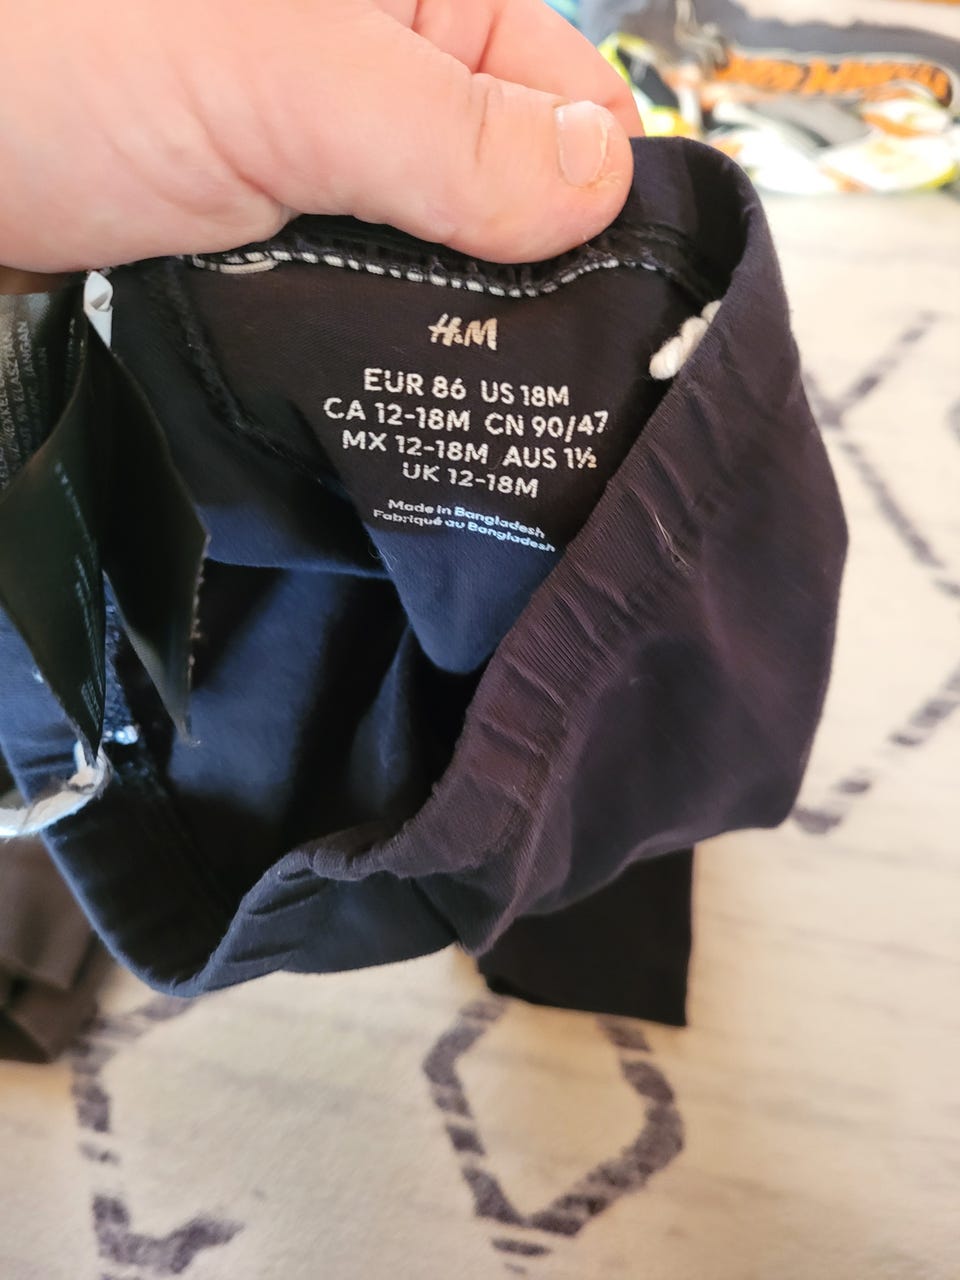 H&M
EUR 86 US 18M
CA 12-18M CN 90/47
MX 12-18M AUS 1½
UK 12-18M
Made in Bangladesh
Fabriqué au Bangladesh